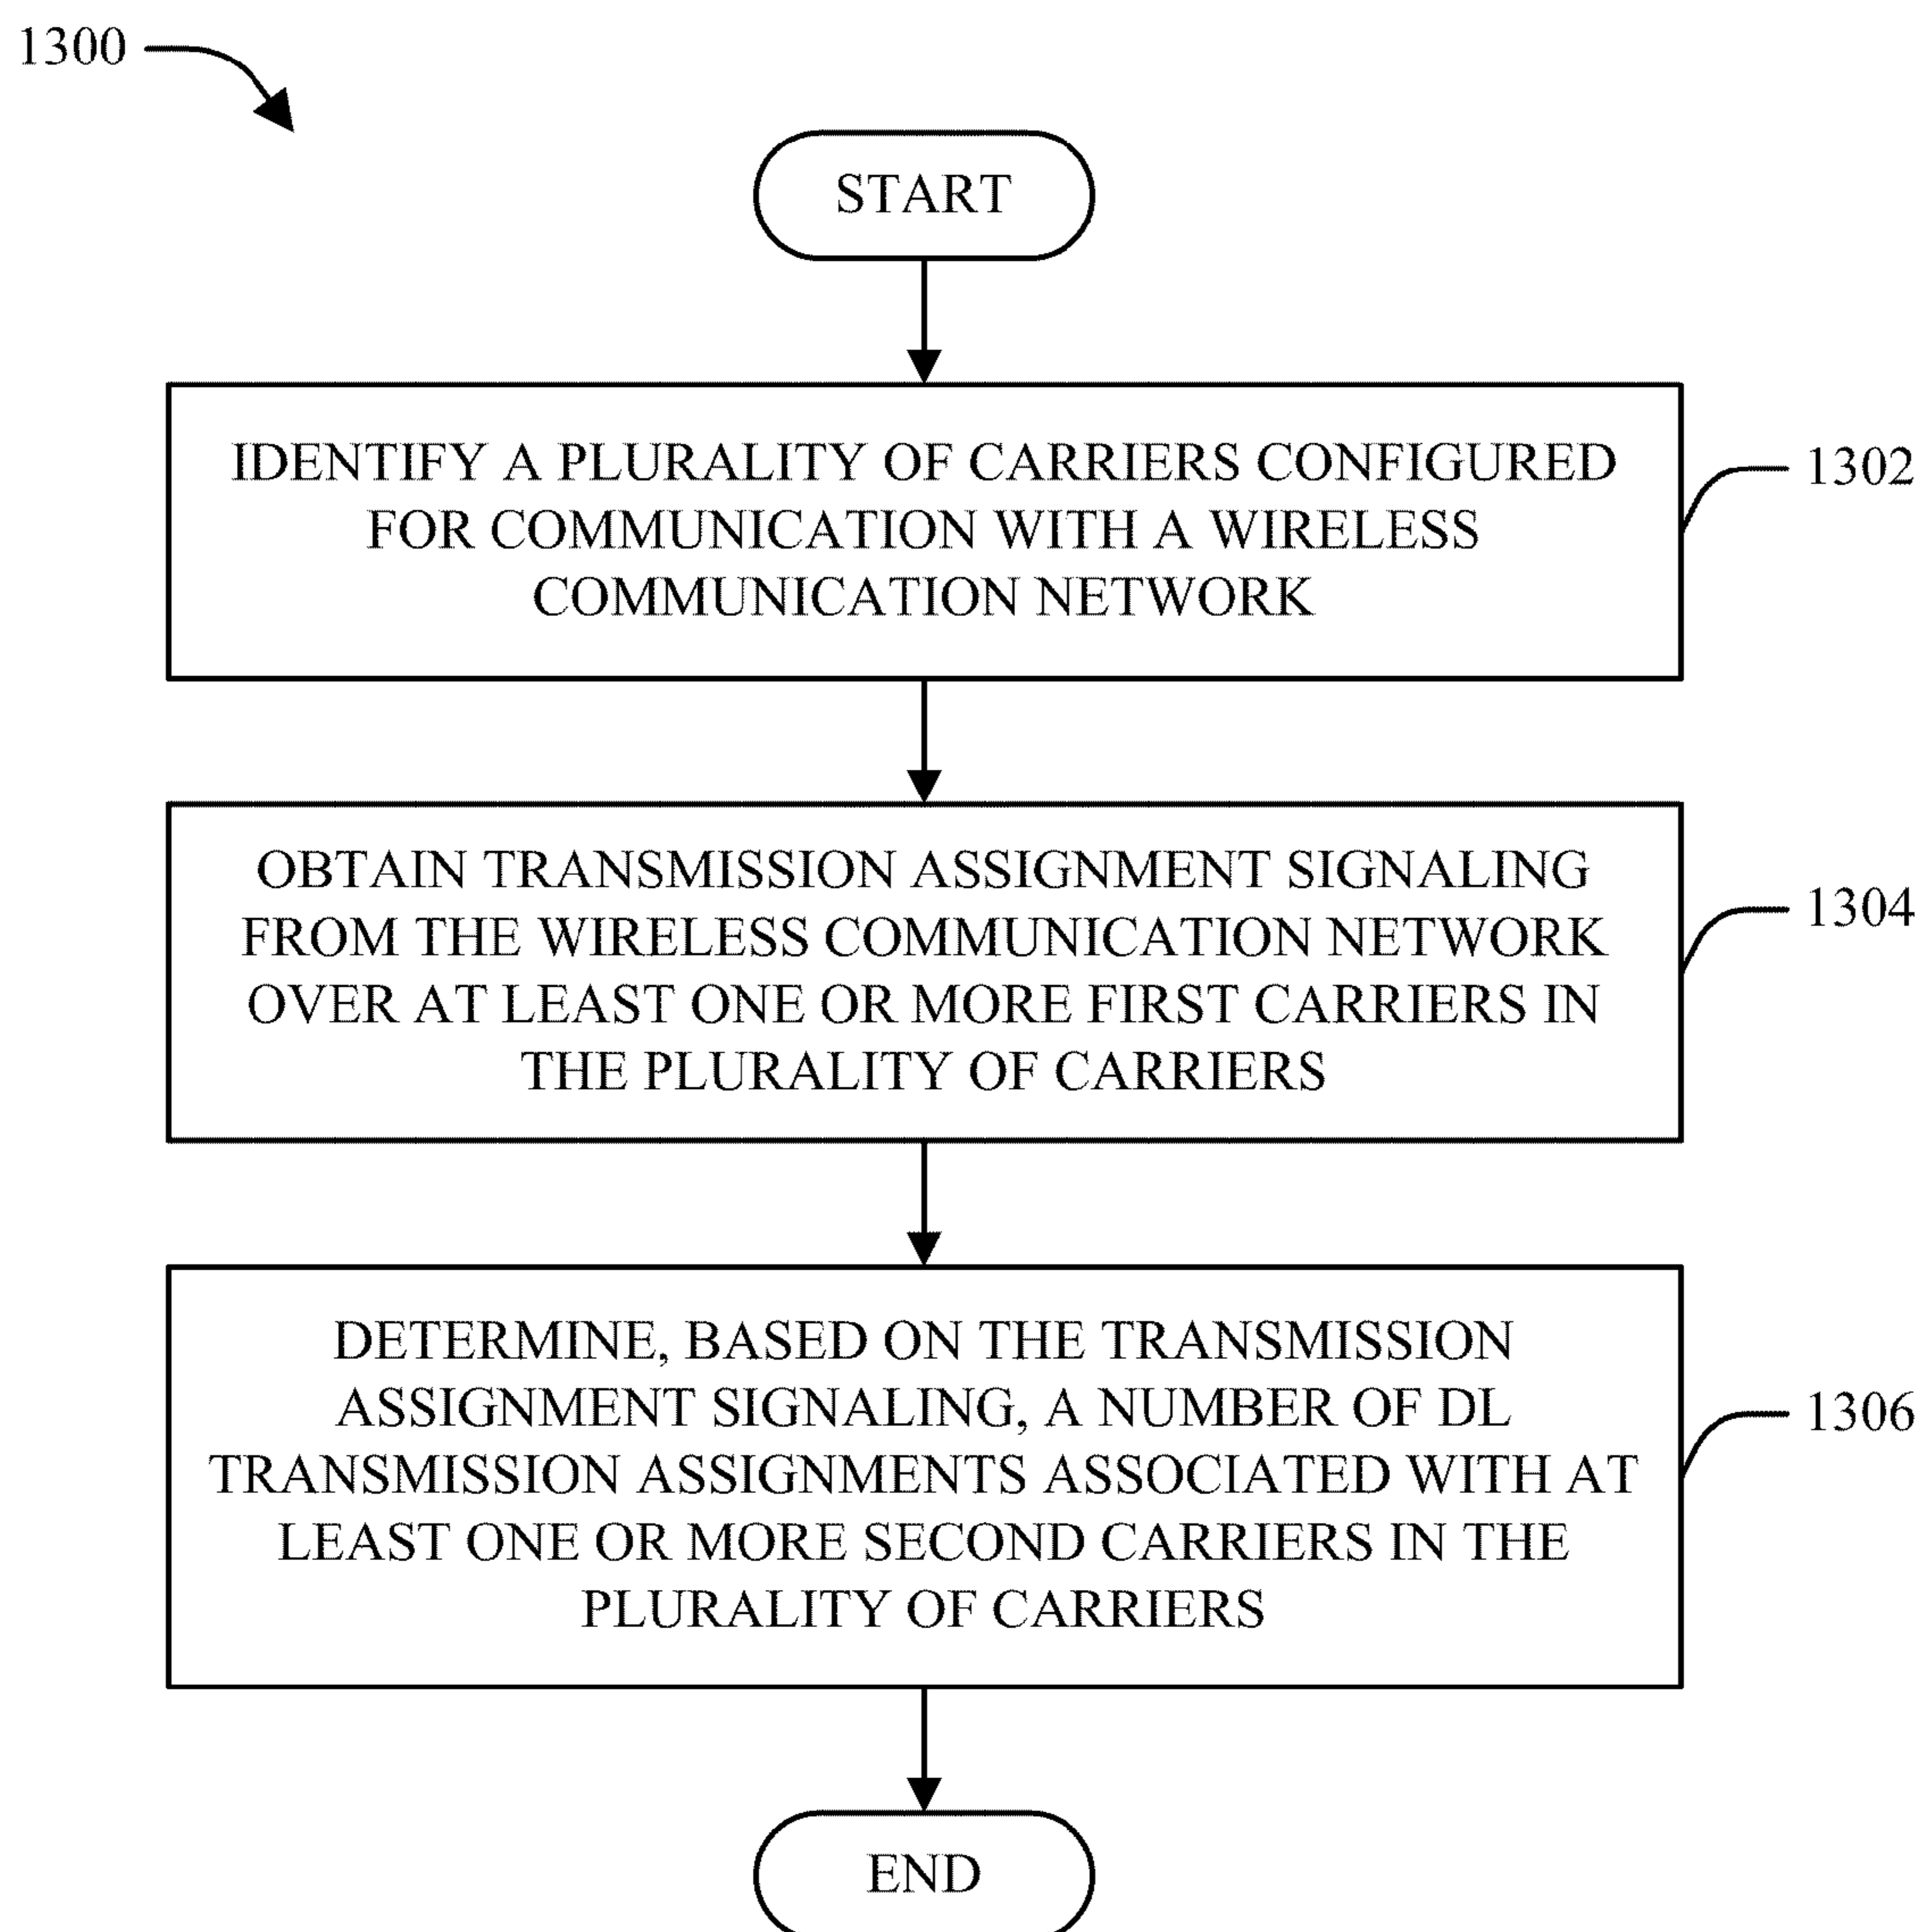 1300
START
IDENTIFY A PLURALITY OF CARRIERS CONFIGURED
FOR COMMUNICATION WITH A WIRELESS
COMMUNICATION NETWORK
1302
OBTAIN TRANSMISSION ASSIGNMENT SIGNALING
FROM THE WIRELESS COMMUNICATION NETWORK
OVER AT LEAST ONE OR MORE FIRST CARRIERS IN
THE PLURALITY OF CARRIERS
1304
DETERMINE, BASED ON THE TRANSMISSION
ASSIGNMENT SIGNALING, A NUMBER OF DL
TRANSMISSION ASSIGNMENTS ASSOCIATED WITH AT
LEAST ONE OR MORE SECOND CARRIERS IN THE
PLURALITY OF CARRIERS
1306
END